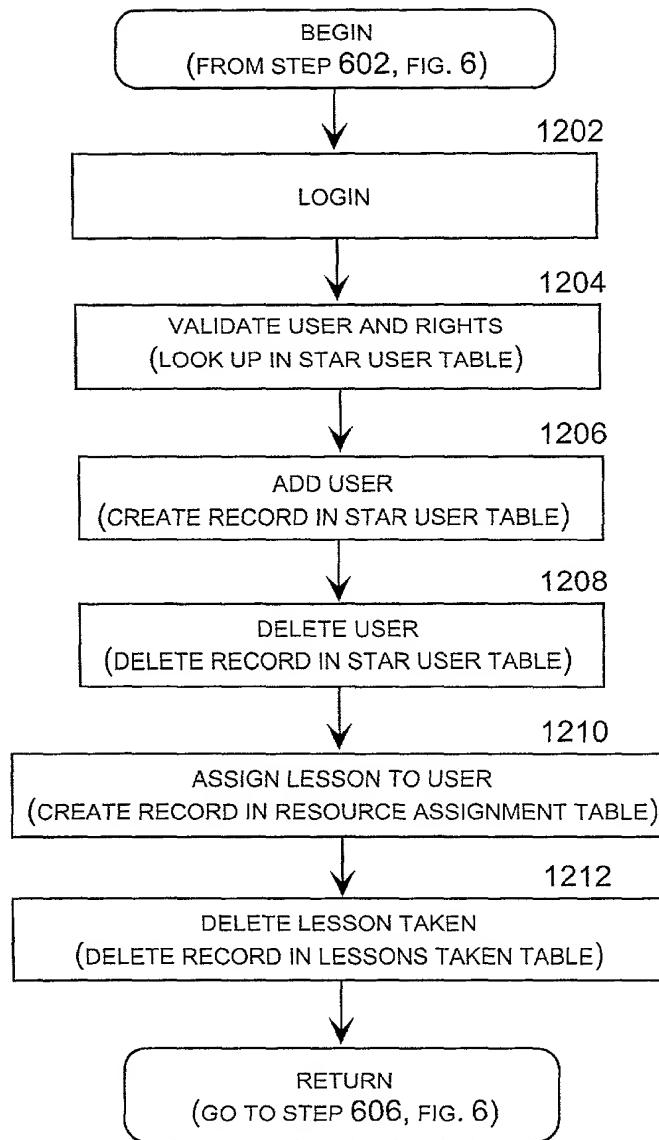 BEGIN
(FROM STEP 602, FIG. 6)
1202
LOGIN
1204
VALIDATE USER AND RIGHTS
(LOOK UP IN STAR USER TABLE)
1206
ADD USER
(CREATE RECORD IN STAR USER TABLE)
1208
DELETE USER
(DELETE RECORD IN STAR USER TABLE)
1210
ASSIGN LESSON TO USER
(CREATE RECORD IN RESOURCE ASSIGNMENT TABLE)
1212
DELETE LESSON TAKEN
(DELETE RECORD IN LESSONS TAKEN TABLE)
RETURN
(GO TO STEP 606, FIG. 6)